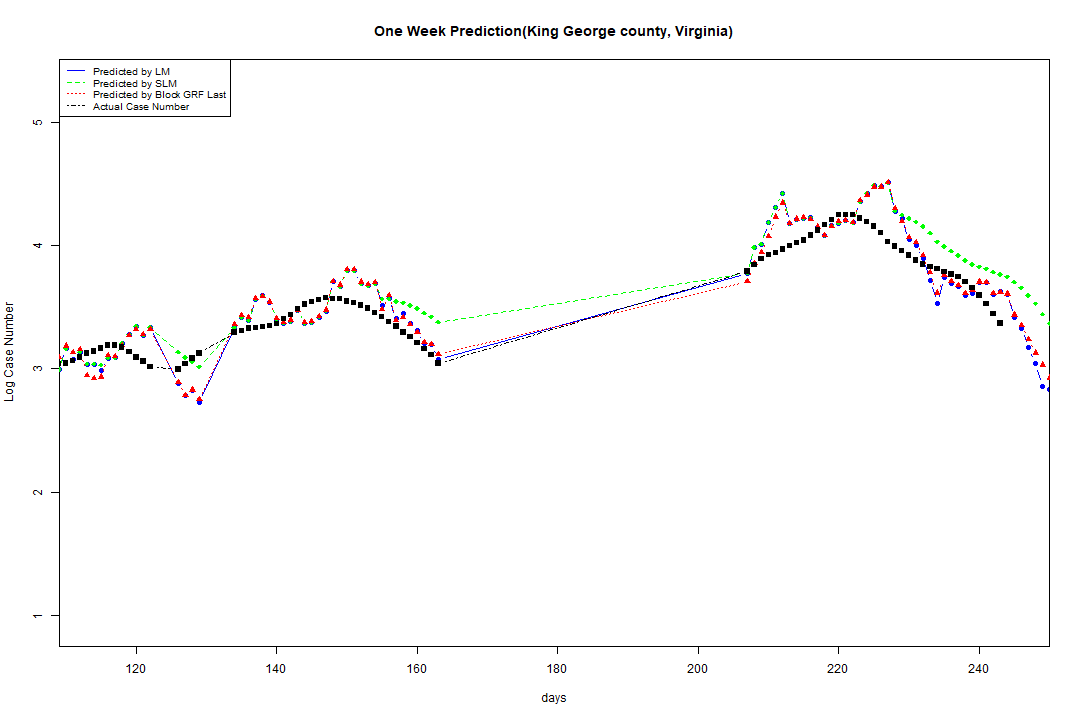 One Week Prediction(King George county, Virginia)
Predicted by LM
Predicted by SLM
Predicted by Block GRF Last
Actual Case Number
5
4
3
2
1
Log Case Number
120 140 160 180 200 220 240
days